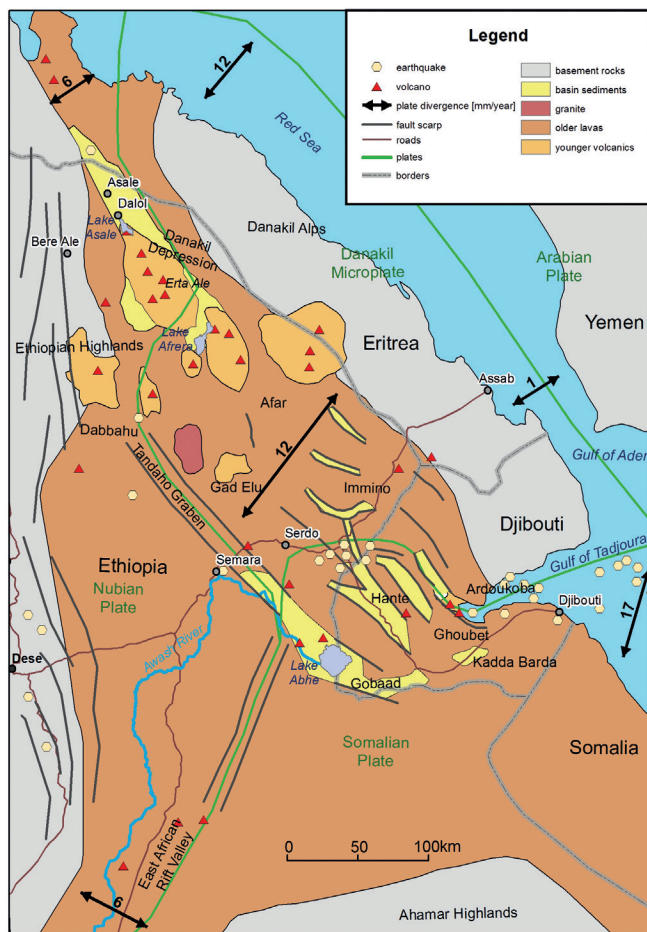 Legend
earthquake
volcano
plate divergence [mm/year]
fault scarp
roads
plates
borders
basement rocks
basin sediments
granite
older lavas
younger volcanics
6
12
Red Sea
Asale
Dalol
Lake
Asale
Bere Ale
Danakil
Depression
Danakil Alps
Danakil
Microplate
Arabian
Plate
Erta Ale
Yemen
Lake
Afrera
Ethiopian Highlands
Eritrea
Assab
1
Afar
Dabbahu
12
Gulf of Aden
Tandaho Graben
Gad Elu
Immino
Djibouti
Serdo
Gulf of Tadjoura
Ethiopia
Semara
Nubian
Plate
Hante
Ardoukoba
Djibouti
17
Ghoubet
Awash River
Dese
Kadda Barda
Lake
Abhe
Gobaad
Somalian
Plate
Somalia
East African
Rift Valley
0 50 100km
6
Ahamar Highlands